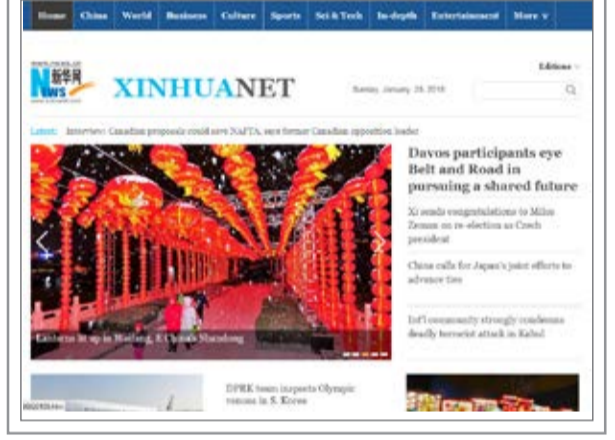 Home China World Business Culture Sports Sci & Tech In-depth Entertainment More
Editions
新华网
NEWS
XINHUANET
Sunday, January, 28, 2018
Latest: Interview: Canadian proposals could save NAFTA, says former Canadian opposition leader
Davos participants eye
Belt and Road in
pursuing a shared future
Xi sends congratulations to Milos
Zeman on re-election as Czech
president
China calls for Japan's joint efforts to
advance ties
Int'l community strongly condemns
deadly terrorist attack in Kabul
Lanterns lit up in Weifang, E China's Shandong
DPRK team inspects Olympic
venues in S. Korea